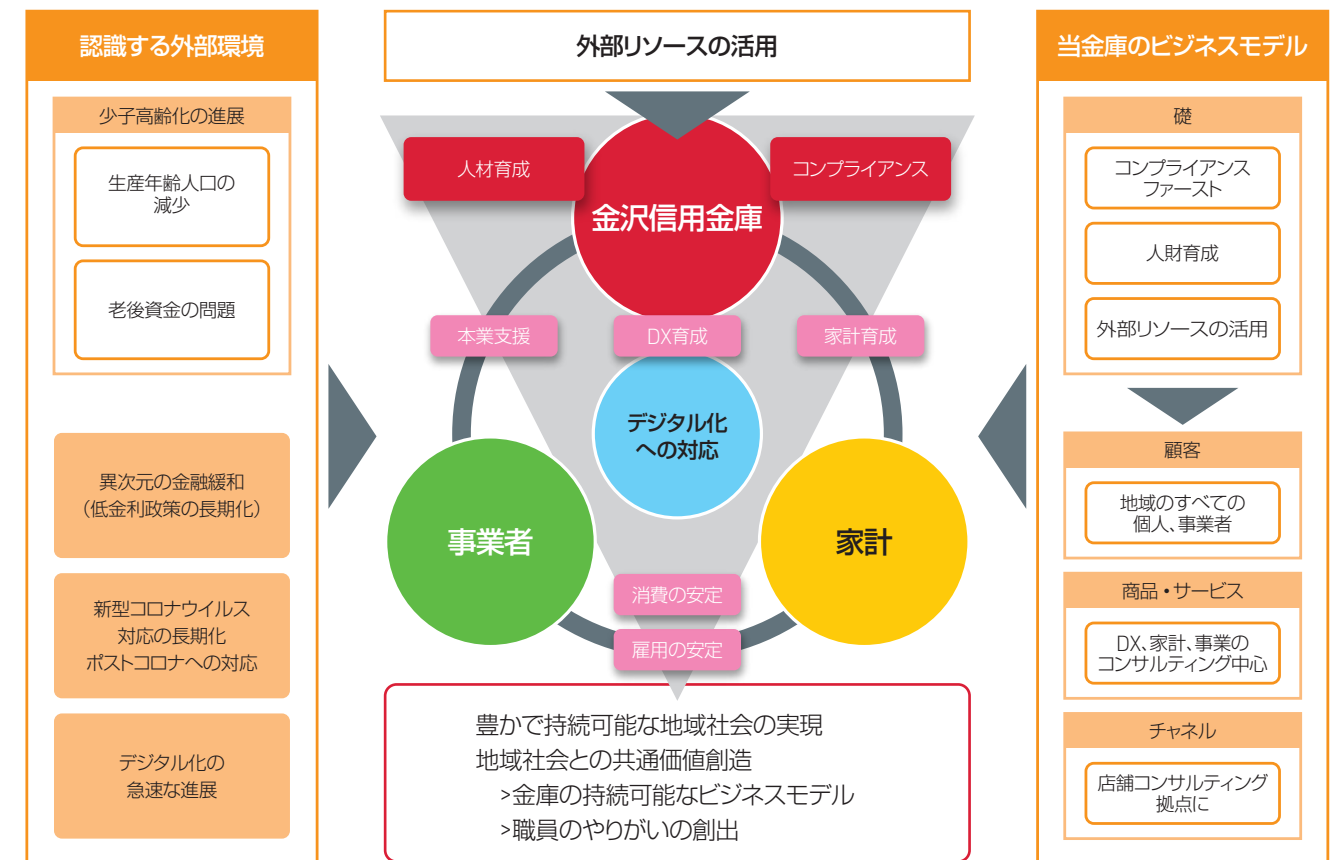 認識する外部環境
少子高齢化の進展
生産年齢人口の
減少
老後資金の問題
異次元の金融緩和
(低金利政策の長期化)
新型コロナウイルス
対応の長期化
ポストコロナへの対応
デジタル化の
急速な進展
外部リソースの活用
人材育成
コンプライアンス
金沢信用金庫
本業支援
DX育成
家計育成
デジタル化
への対応
事業者
家計
消費の安定
雇用の安定
豊かで持続可能な地域社会の実現
地域社会との共通価値創造
>金庫の持続可能なビジネスモデル
>職員のやりがいの創出
当金庫のビジネスモデル
礎
コンプライアンス
ファースト
人財育成
外部リソースの活用
顧客
地域のすべての
個人、事業者
商品・サービス
DX、家計、事業の
コンサルティング中心
チャネル
店舗コンサルティング
拠点に